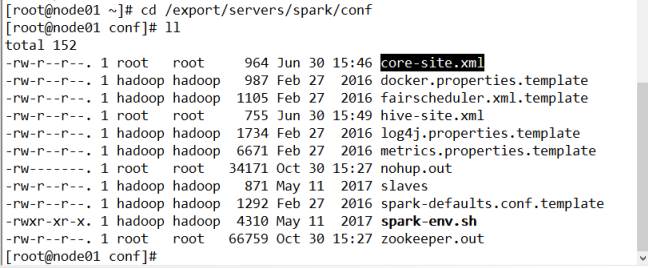 [root@node01 ~]# cd /export/servers/spark/conf
[root@node01 conf]# ll
total 152
-rw-r--r--. 1 root   root     964 Jun 30 15:46 core-site.xml
-rw-r--r--. 1 hadoop hadoop   987 Feb 27  2016 docker.properties.template
-rw-r--r--. 1 hadoop hadoop  1105 Feb 27  2016 fairscheduler.xml.template
-rw-r--r--. 1 root   root     755 Jun 30 15:49 hive-site.xml
-rw-r--r--. 1 hadoop hadoop  1734 Feb 27  2016 log4j.properties.template
-rw-r--r--. 1 hadoop hadoop  6671 Feb 27  2016 metrics.properties.template
-rw-------. 1 root   root   34171 Oct 30 15:27 nohup.out
-rw-r--r--. 1 hadoop hadoop   871 May 11  2017 slaves
-rw-r--r--. 1 hadoop hadoop  1292 Feb 27  2016 spark-defaults.conf.template
-rwxr-xr-x. 1 hadoop hadoop  4310 May 11  2017 spark-env.sh
-rw-r--r--. 1 root   root   66759 Oct 30 15:27 zookeeper.out
[root@node01 conf]#